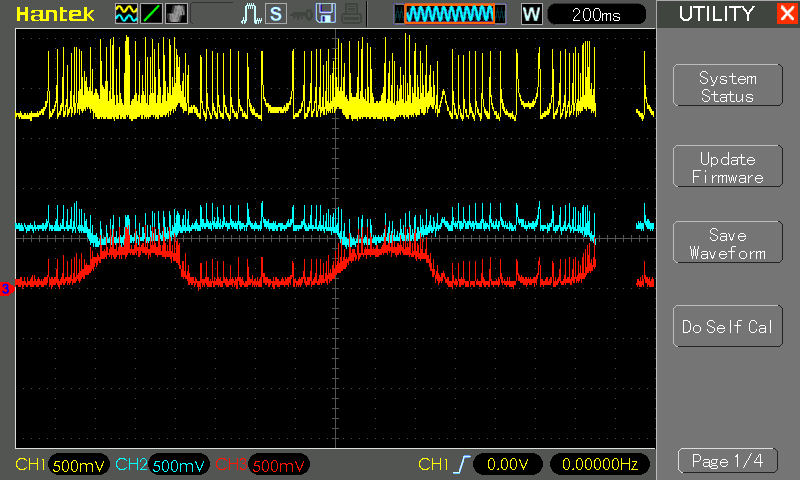 Hantek S W 200ms UTILITY X
System
Status
Update
Firmware
Save
Waveform
3
Do Self Cal
CH1 500mV CH2 500mV CH3 500mV CH1 0.00V 0.00000Hz Page 1/4